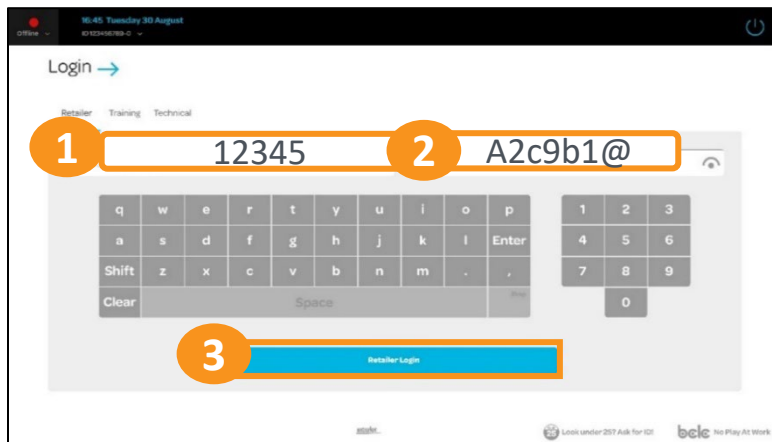 16:45 Tuesday 30 August
Offline
ID123456789-0
Login
Retailer Training Technical
1 12345 2 A2c9b1@
q w e r t y u i o p 1 2 3
a s d f g h j k l Enter 4 5 6
Shift z x c v b n m . , 7 8 9
Clear Space 0
3 Retailer Login
Look under 25? Ask for ID! No Play At Work